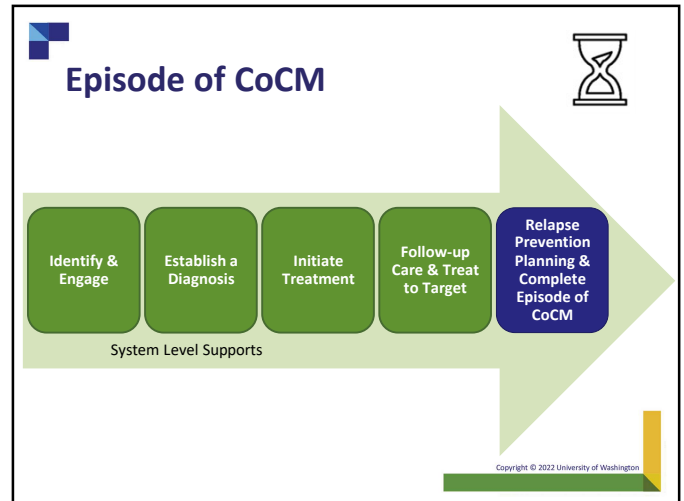 Episode of CoCM
Identify &
Engage
Establish a
Diagnosis
Initiate
Treatment
Follow-up
Care & Treat
to Target
Relapse
Prevention
Planning &
Complete
Episode of
CoCM
System Level Supports
Copyright © 2022 University of Washington